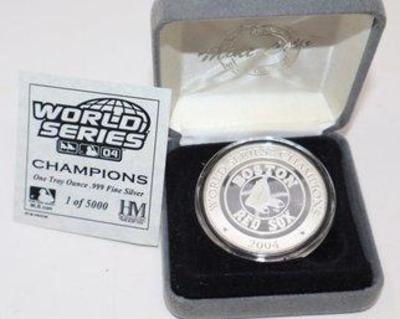 WORLD
SERIES
04
CHAMPIONS
One Troy Ounce .999 Fine Silver
1 of 5000
HM
Mint
WORLD SERIES CHAMPIONS
BOSTON
RED SOX
2004